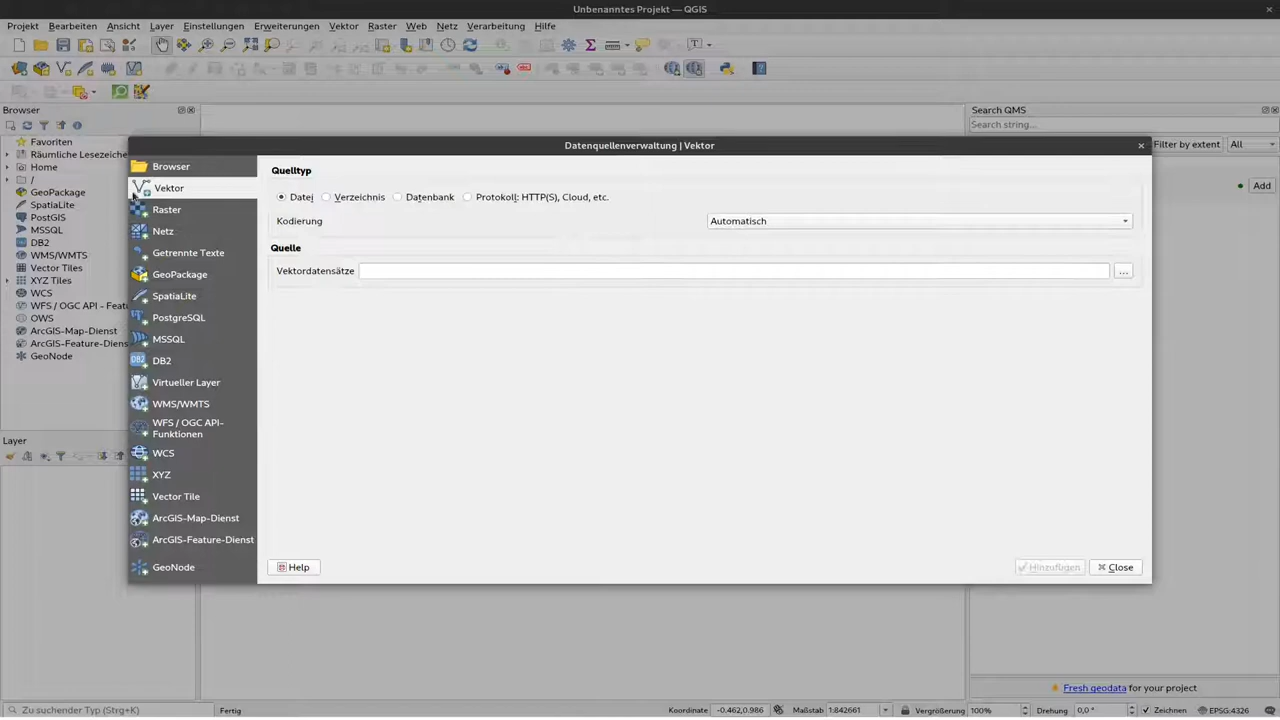 Unbenanntes Projekt — QGIS
Projekt Bearbeiten Ansicht Layer Einstellungen Erweiterungen Vektor Raster Web Netz Verarbeitung Hilfe
Browser
Favoriten
Räumliche Lesezeiche
Home
/
GeoPackage
SpatiaLite
PostGIS
MSSQL
DB2
WMS/WMTS
Vector Tiles
XYZ Tiles
WCS
WFS / OGC API - Feat
OWS
ArcGIS-Map-Dienst
ArcGIS-Feature-Diens
GeoNode
Layer
Datenquellenverwaltung | Vektor
Browser
Vektor
Raster
Netz
Getrennte Texte
GeoPackage
SpatiaLite
PostgreSQL
MSSQL
DB2
Virtueller Layer
WMS/WMTS
WFS / OGC API-
Funktionen
WCS
XYZ
Vector Tile
ArcGIS-Map-Dienst
ArcGIS-Feature-Dienst
GeoNode
Quelltyp
Datei Verzeichnis Datenbank Protokoll: HTTP(S), Cloud, etc.
Kodierung Automatisch
Quelle
Vektordatensätze ...
Help Hinzufügen Close
Search QMS
Search string...
Filter by extent All
Add
Fresh geodata for your project
Zu suchender Typ (Strg+K) Fertig Koordinate -0.462,0.986 Maßstab 1:842661 Vergrößerung 100% Drehung 0,0 ° Zeichnen EPSG:4326